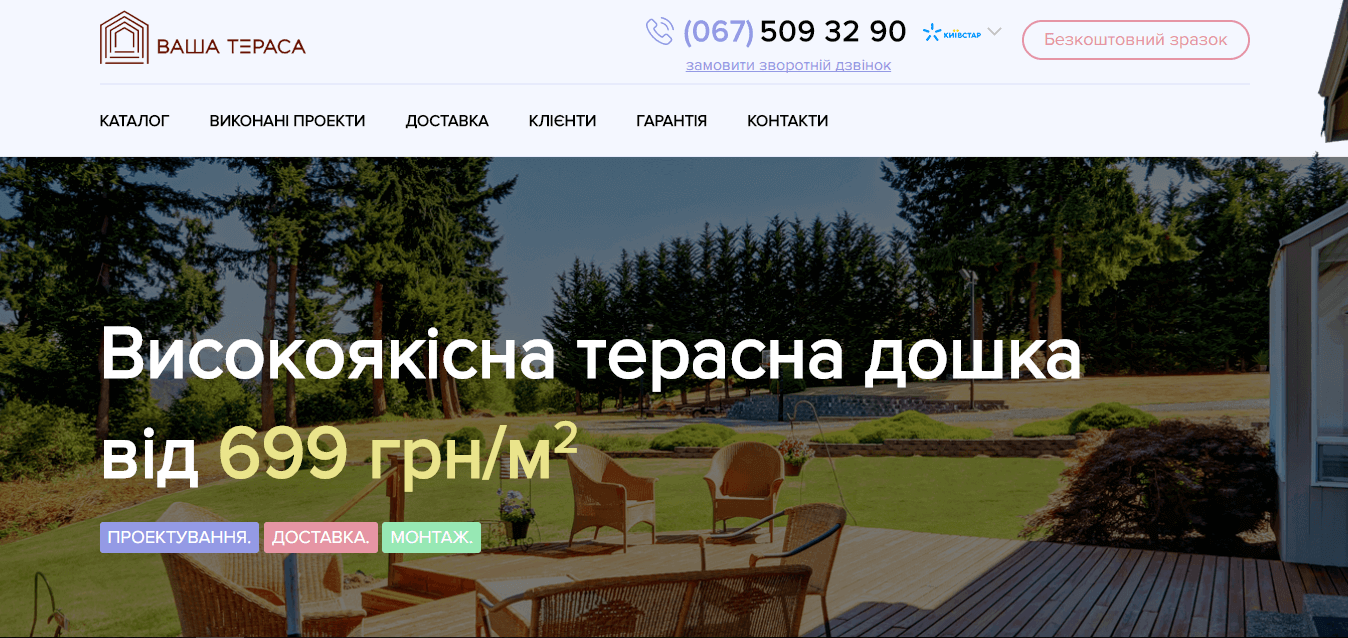 ВАША ТЕРАСА
(067) 509 32 90
КИЇВСТАР
Безкоштовний зразок
замовити зворотній дзвінок
КАТАЛОГ ВИКОНАНІ ПРОЕКТИ ДОСТАВКА КЛІЄНТИ ГАРАНТІЯ КОНТАКТИ
Високоякісна терасна дошка
від 699 грн/м²
ПРОЕКТУВАННЯ. ДОСТАВКА. МОНТАЖ.